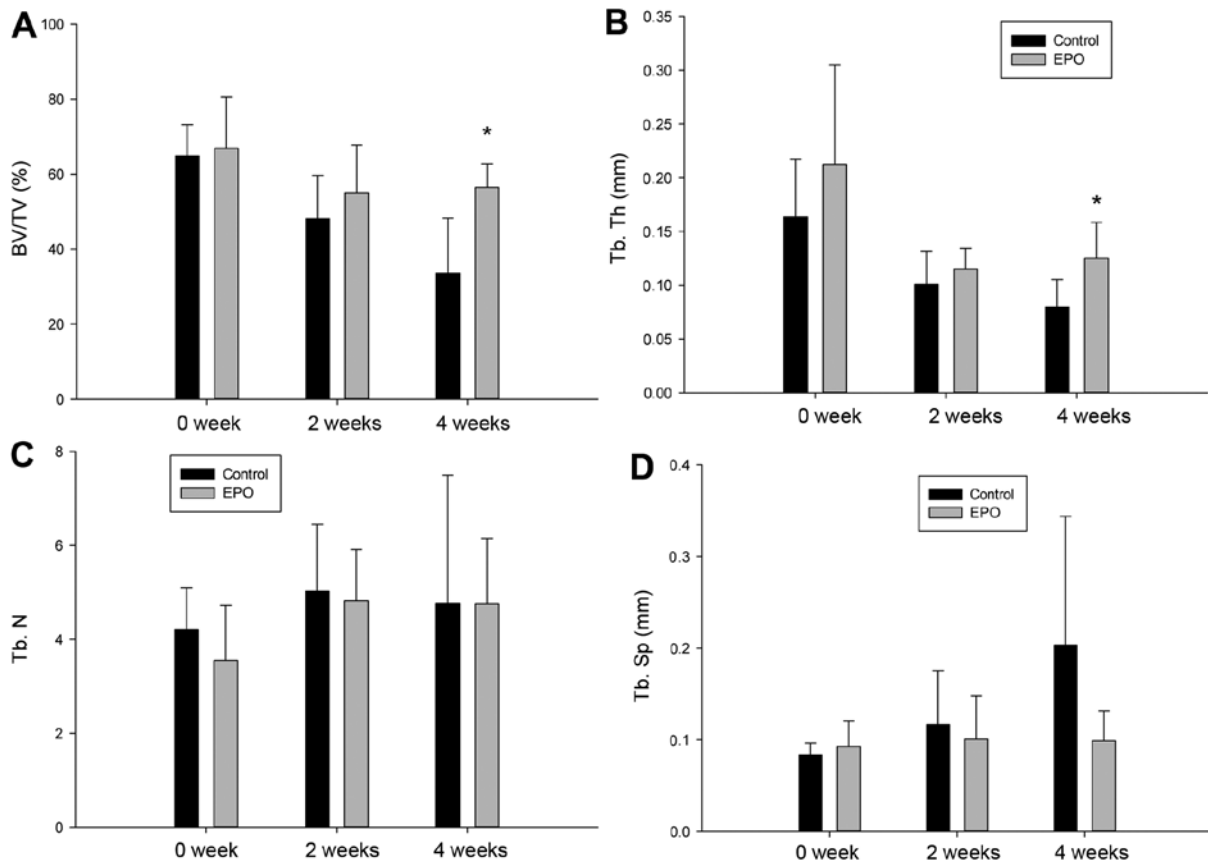 A
BV/TV (%)
100
80
60
40
20
0
*
0 week 2 weeks 4 weeks
B
Tb. Th (mm)
0.35
0.30
0.25
0.20
0.15
0.10
0.05
0.00
Control
EPO
*
0 week 2 weeks 4 weeks
C
Tb. N
8
6
4
2
0
Control
EPO
0 week 2 weeks 4 weeks
D
Tb. Sp (mm)
0.4
0.3
0.2
0.1
0.0
Control
EPO
0 week 2 weeks 4 weeks